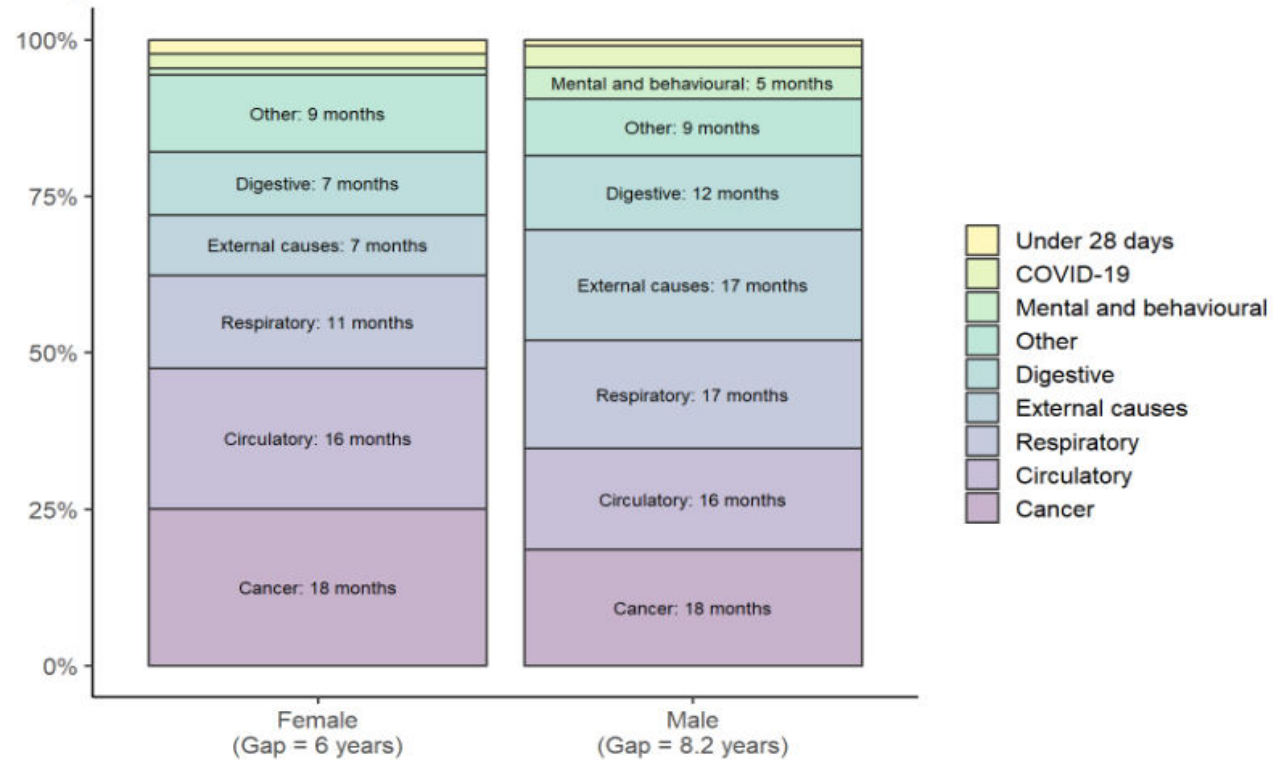 100%
75%
50%
25%
0%
Other: 9 months
Digestive: 7 months
External causes: 7 months
Respiratory: 11 months
Circulatory: 16 months
Cancer: 18 months
Mental and behavioural: 5 months
Other: 9 months
Digestive: 12 months
External causes: 17 months
Respiratory: 17 months
Circulatory: 16 months
Cancer: 18 months
Female
(Gap = 6 years)
Male
(Gap = 8.2 years)
Under 28 days
COVID-19
Mental and behavioural
Other
Digestive
External causes
Respiratory
Circulatory
Cancer